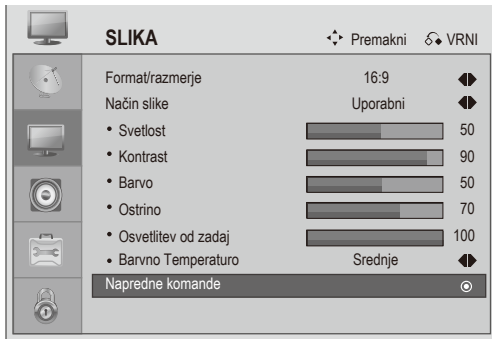 SLIKA Premakni VRNI
Format/razmerje 16:9
Način slike Uporabni
• Svetlost 50
• Kontrast 90
• Barvo 50
• Ostrino 70
• Osvetlitev od zadaj 100
• Barvno Temperaturo Srednje
Napredne komande